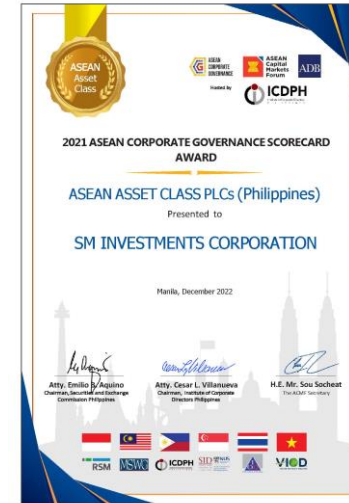 ASEAN
Asset
Class
ASEAN
CORPORATE
GOVERNANCE
ASEAN
Capital
Markets
Forum
ADB
Hosted by
ICDPH
2021 ASEAN CORPORATE GOVERNANCE SCORECARD
AWARD
ASEAN ASSET CLASS PLCs (Philippines)
Presented to
SM INVESTMENTS CORPORATION
Manila, December 2022
Atty. Emilio B. Aquino
Chairman, Securities and Exchange
Commission Philippines
Atty. Cesar L. Villanueva
Chairman, Institute of Corporate
Directors Philippines
H.E. Mr. Sou Socheat
The ACMF Secretary
RSM
MSWG
ICDPH
SID
NUS
VIOD